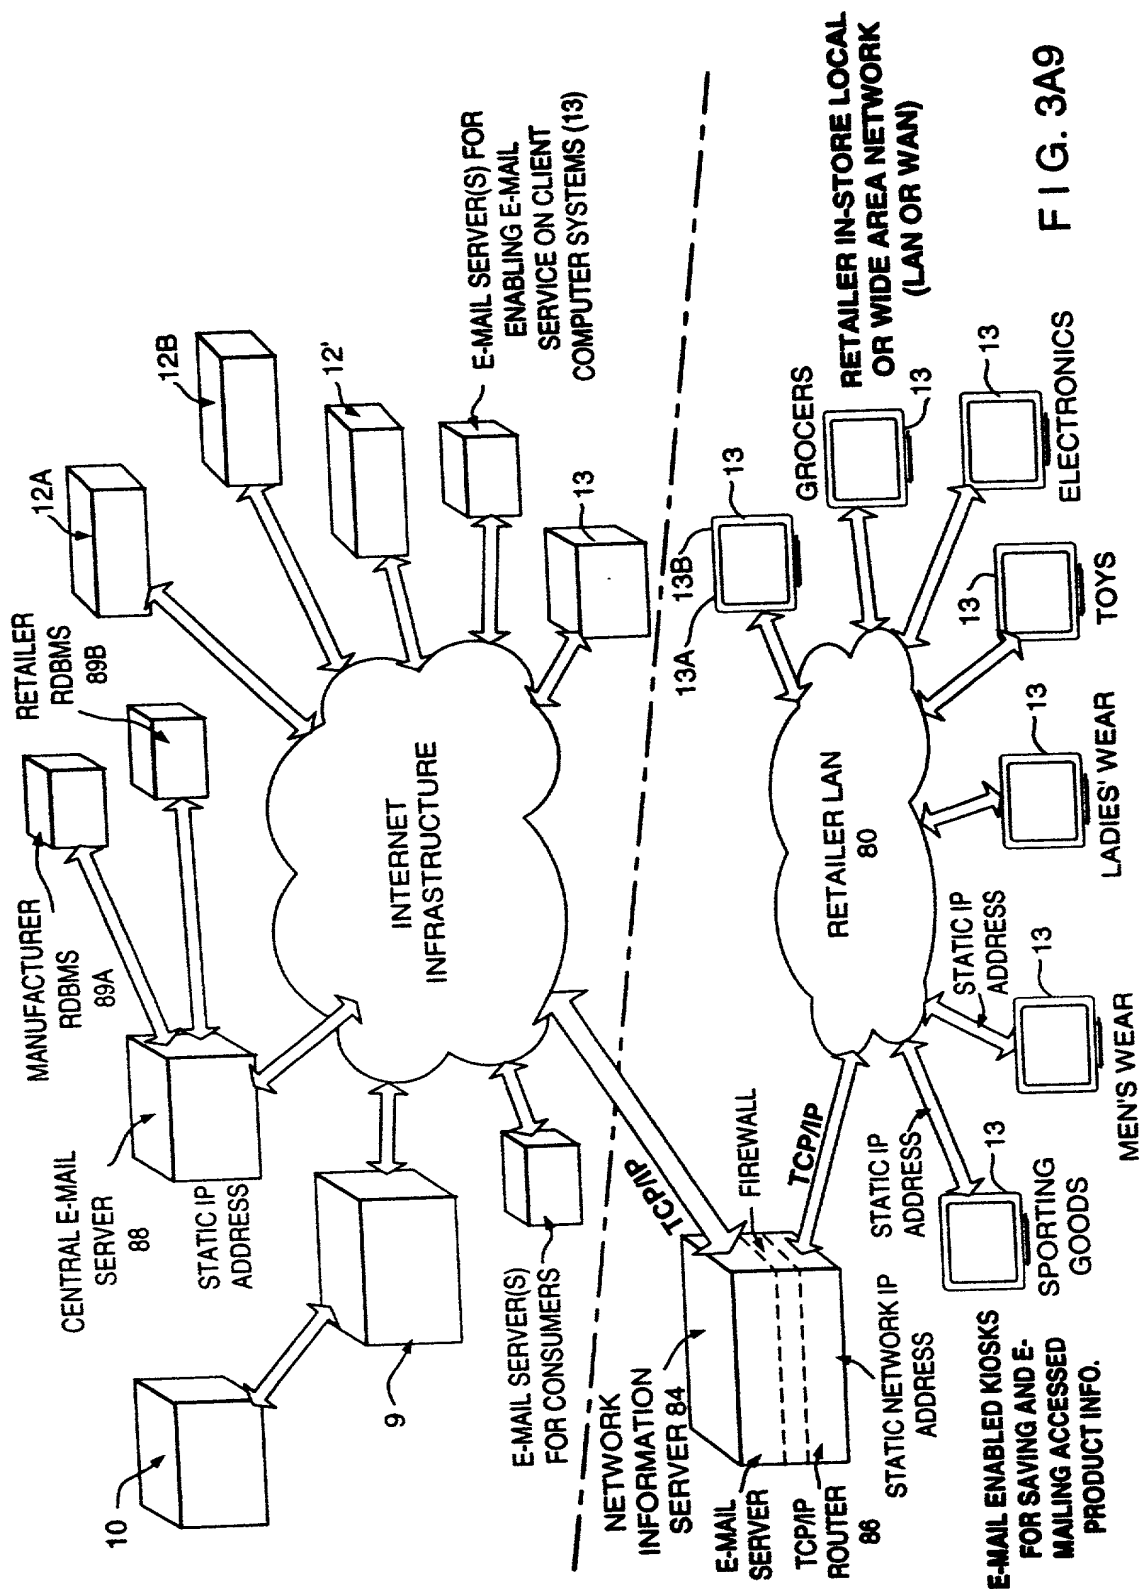 10
CENTRAL E-MAIL
SERVER
88
STATIC IP
ADDRESS
MANUFACTURER
RDBMS
89A
RETAILER
RDBMS
89B
12A
12B
12'
E-MAIL SERVER(S) FOR
ENABLING E-MAIL
SERVICE ON CLIENT
COMPUTER SYSTEMS (13)
13
9
INTERNET
INFRASTRUCTURE
E-MAIL SERVER(S)
FOR CONSUMERS
TCP/IP
NETWORK
INFORMATION
SERVER 84
E-MAIL
SERVER
TCP/IP
ROUTER
86
FIREWALL
STATIC NETWORK IP
ADDRESS
TCP/IP
RETAILER LAN
80
13A
13B
13
GROCERS
13
RETAILER IN-STORE LOCAL
OR WIDE AREA NETWORK
(LAN OR WAN)
STATIC IP
ADDRESS
13
SPORTING
GOODS
STATIC IP
ADDRESS
13
MEN'S WEAR
13
LADIES' WEAR
13
TOYS
13
ELECTRONICS
E-MAIL ENABLED KIOSKS
FOR SAVING AND E-
MAILING ACCESSED
PRODUCT INFO.
FIG. 3A9